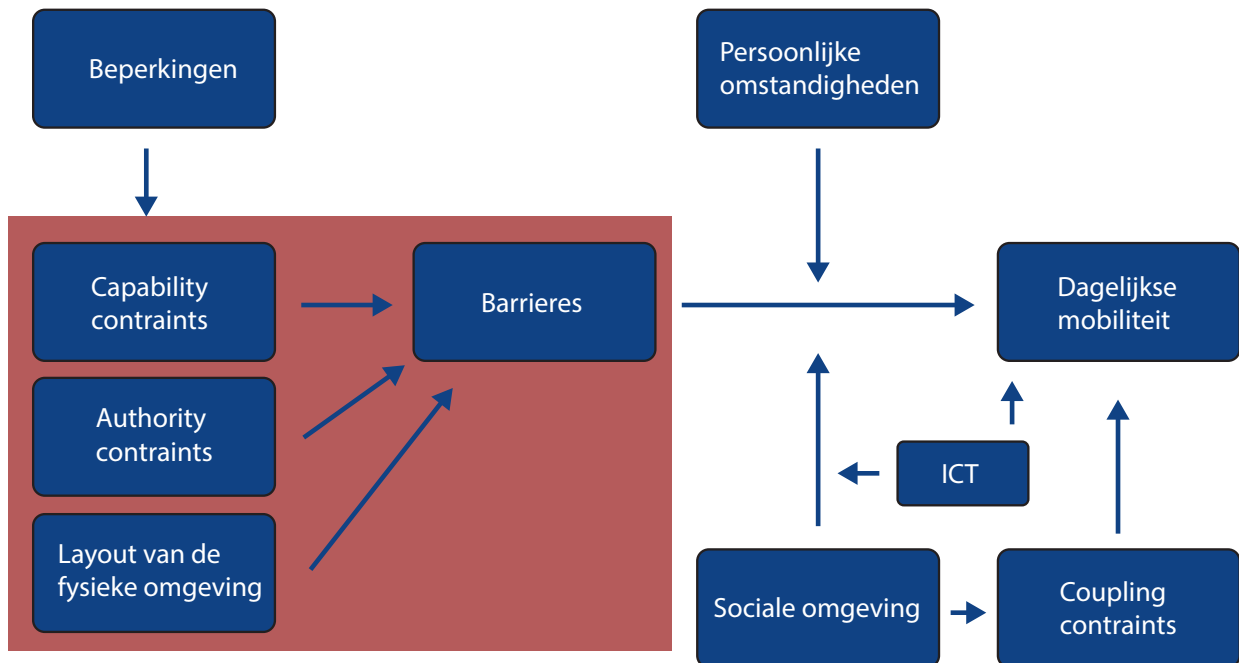 Beperkingen
Persoonlijke
omstandigheden
Capability
contraints
Barrieres
Dagelijkse
mobiliteit
Authority
contraints
ICT
Layout van de
fysieke omgeving
Sociale omgeving
Coupling
contraints